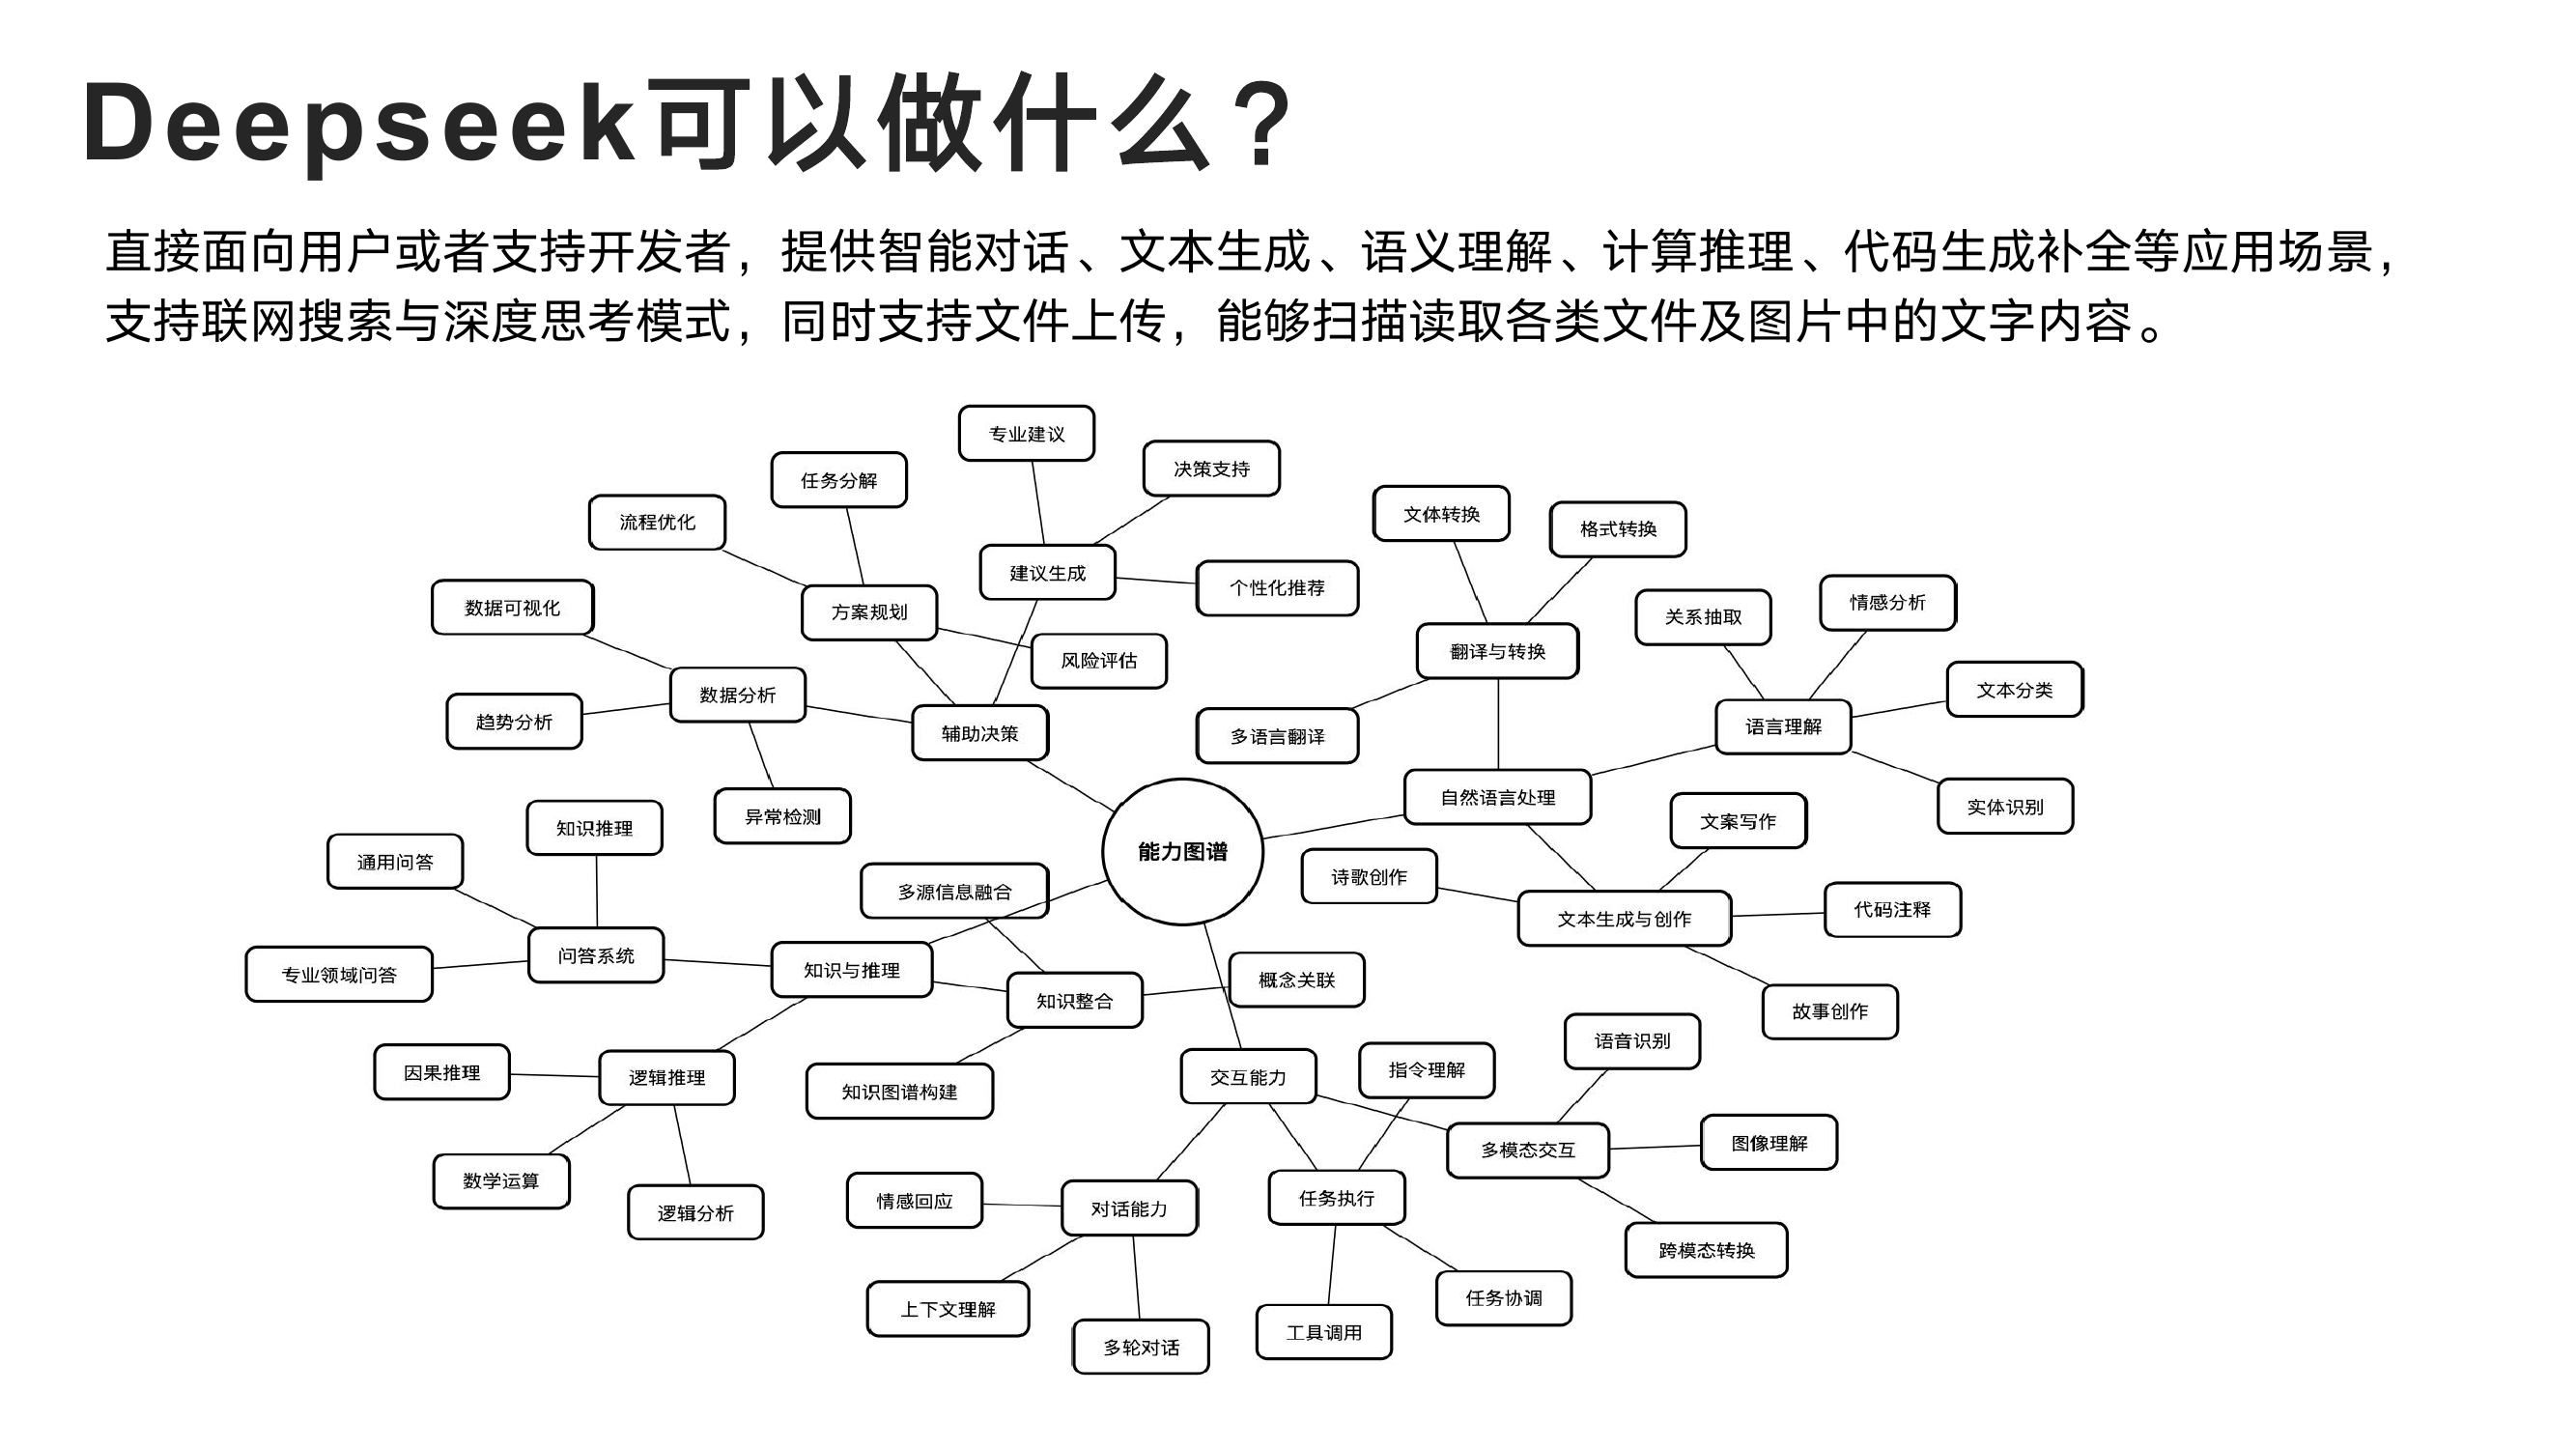 Deepseek可以做什么？
直接面向用户或者支持开发者，提供智能对话、文本生成、语义理解、计算推理、代码生成补全等应用场景，
支持联网搜索与深度思考模式，同时支持文件上传，能够扫描读取各类文件及图片中的文字内容。
专业建议
决策支持
任务分解
流程优化
建议生成
个性化推荐
方案规划
风险评估
数据可视化
数据分析
趋势分析
辅助决策
异常检测
文体转换
格式转换
翻译与转换
多语言翻译
关系抽取
情感分析
文本分类
语言理解
实体识别
自然语言处理
文案写作
诗歌创作
文本生成与创作
代码注释
故事创作
能力图谱
知识推理
通用问答
问答系统
专业领域问答
多源信息融合
知识与推理
知识整合
概念关联
知识图谱构建
因果推理
逻辑推理
数学运算
逻辑分析
交互能力
指令理解
语音识别
多模态交互
图像理解
跨模态转换
情感回应
对话能力
任务执行
上下文理解
多轮对话
工具调用
任务协调